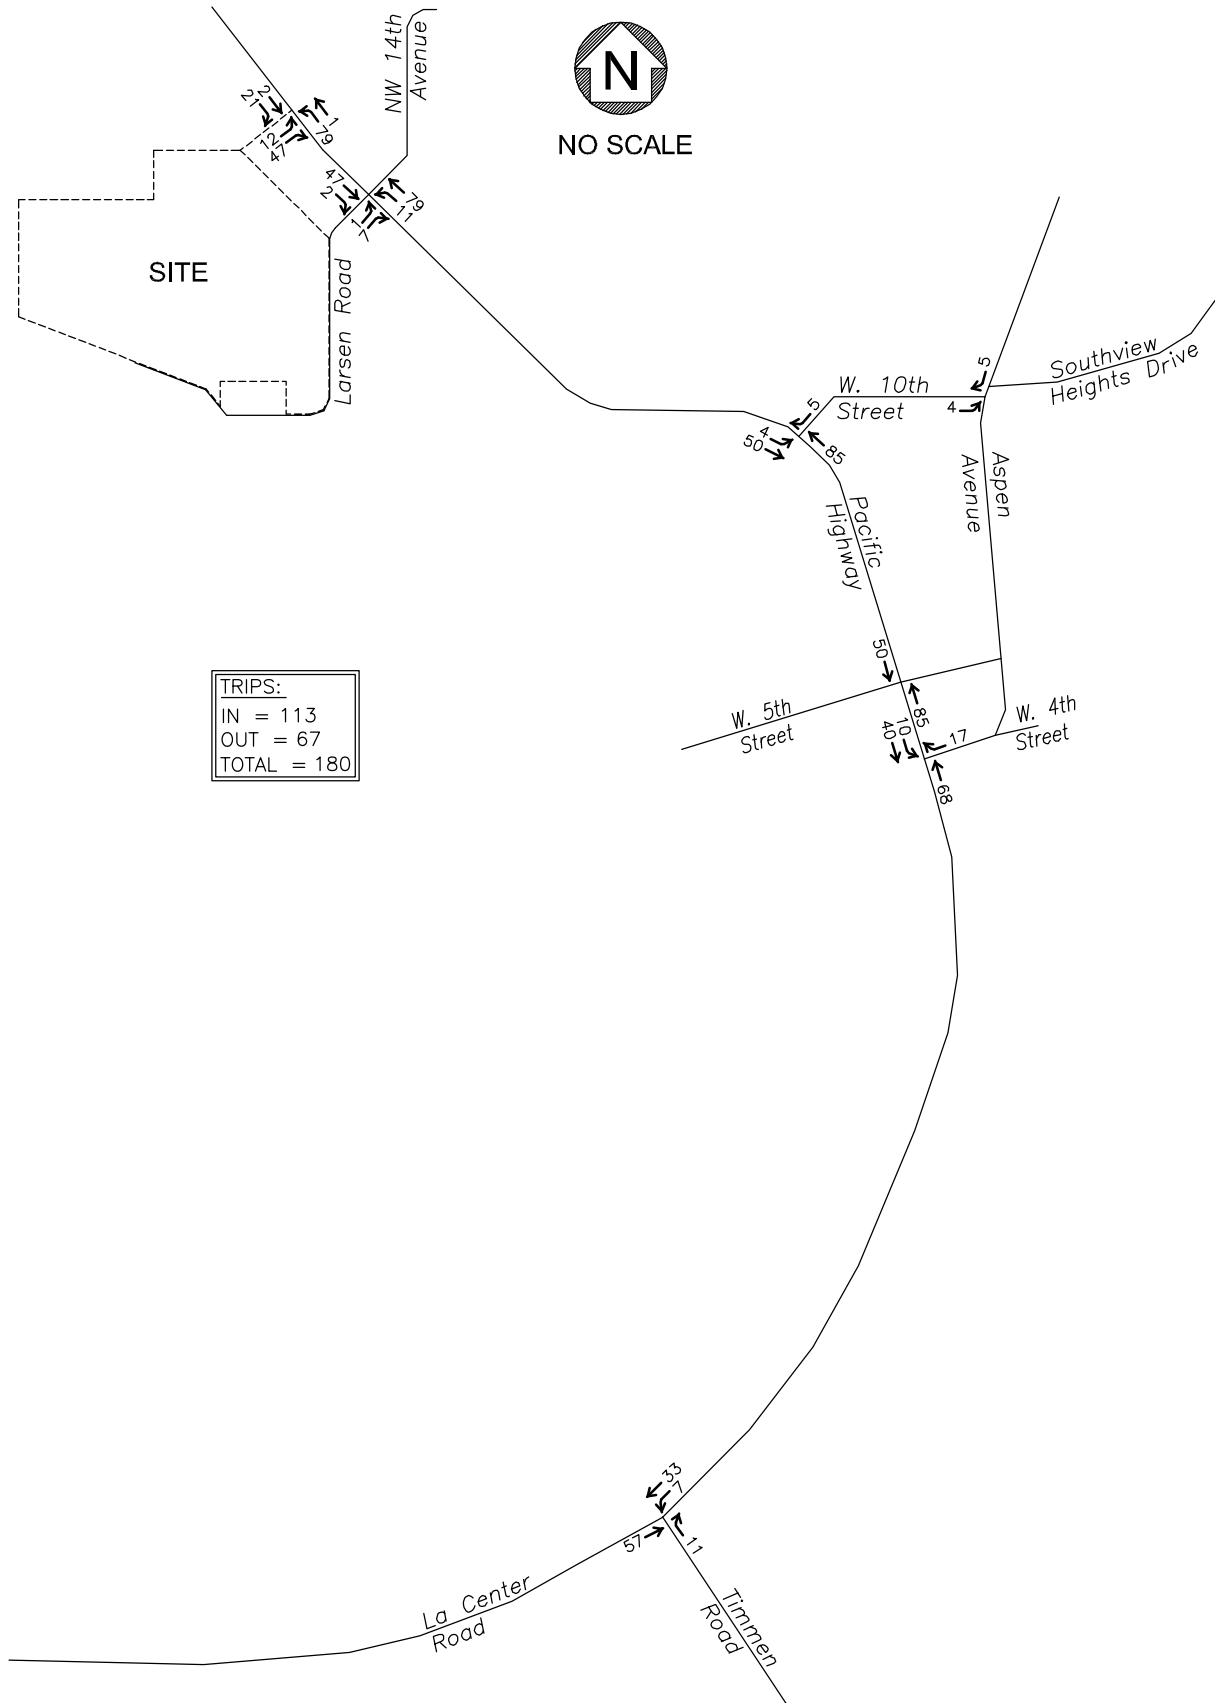 NW 14th
Avenue
N
NO SCALE
2
21
12
47
1
79
47
2
1
7
79
11
SITE
Larsen Road
W. 10th
Street
5
4
Southview
Heights Drive
5
4
50
85
Aspen
Avenue
Pacific
Highway
50
85
W. 5th
Street
10
40
17
W. 4th
Street
68
TRIPS:
IN = 113
OUT = 67
TOTAL = 180
33
7
57
11
La Center
Road
Timmen
Road